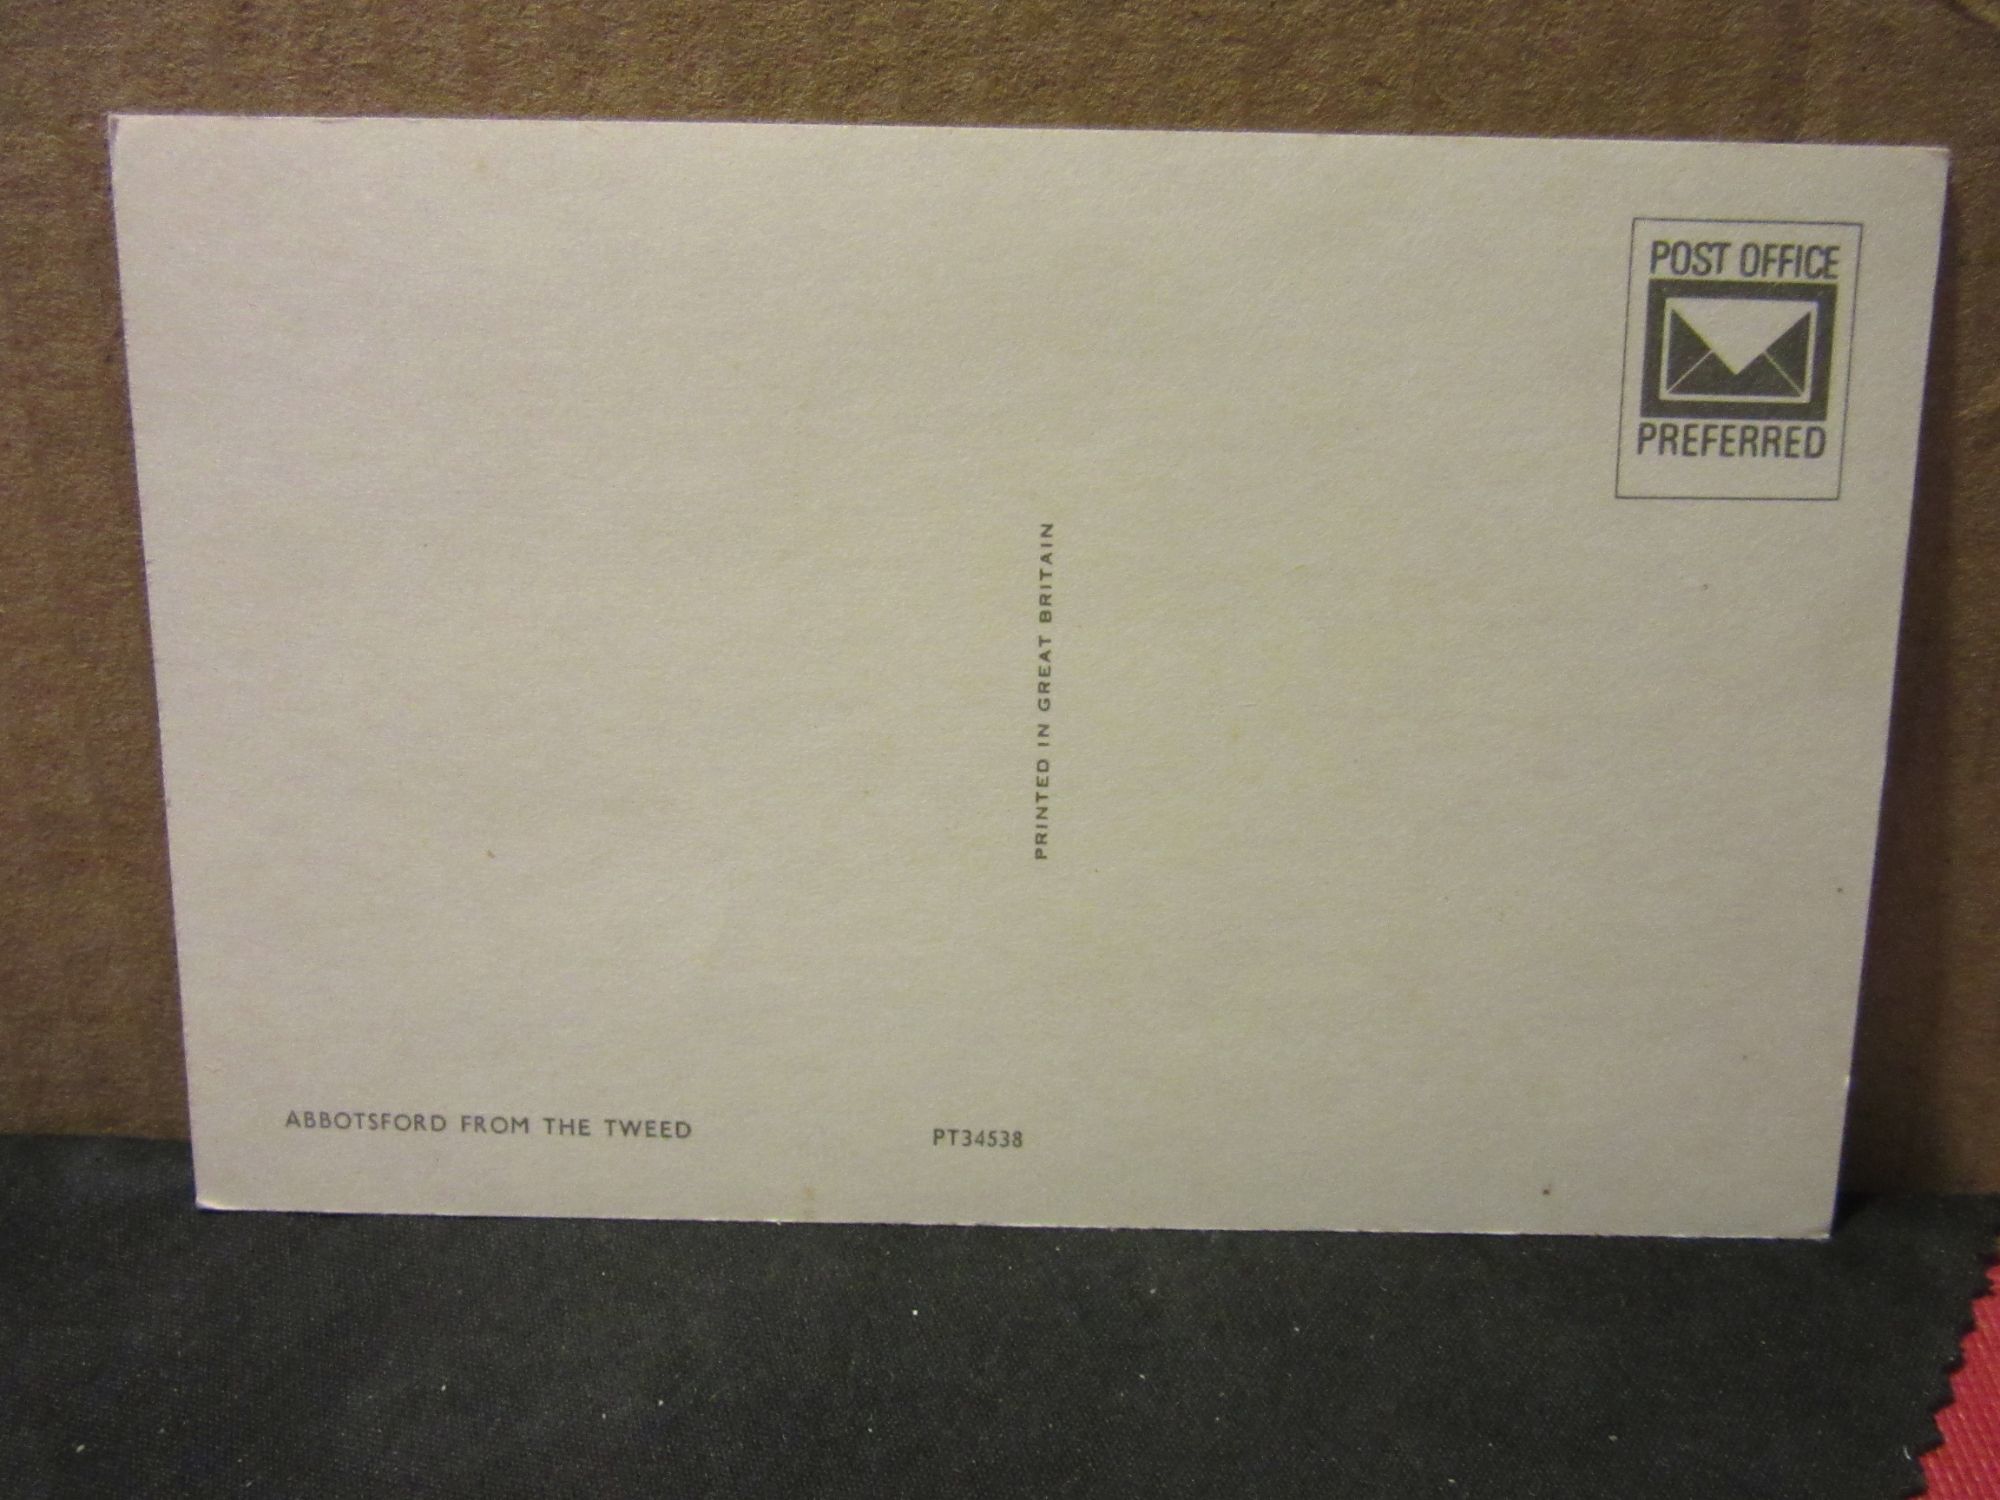 POST OFFICE
PREFERRED
PRINTED IN GREAT BRITAIN
ABBOTSFORD FROM THE TWEED
PT34538